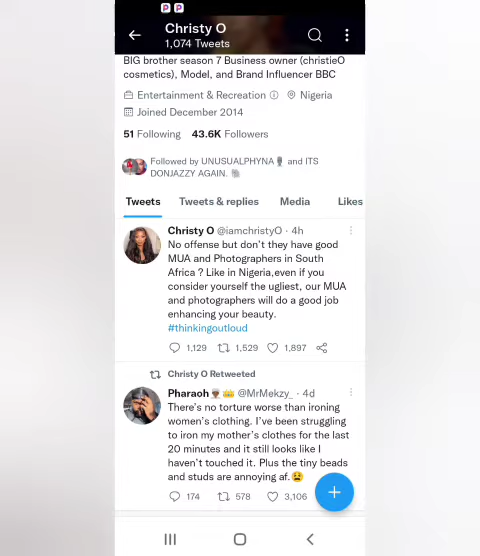 Christy O
1,074 Tweets
BIG brother season 7 Business owner (christieO
cosmetics), Model, and Brand Influencer BBC
Entertainment & Recreation ⓘ Nigeria
Joined December 2014
51 Following 43.6K Followers
Followed by UNUSUALPHYNA🎙 and ITS
DONJAZZY AGAIN. 🐘
Tweets Tweets & replies Media Likes
Christy O @iamchristyO · 4h
No offense but don't they have good
MUA and Photographers in South
Africa ? Like in Nigeria,even if you
consider yourself the ugliest, our MUA
and photographers will do a good job
enhancing your beauty.
#thinkingoutloud
1,129 1,529 1,897
Christy O Retweeted
Pharaoh @MrMekzy_ · 4d
There's no torture worse than ironing
women's clothing. I've been struggling
to iron my mother's clothes for the last
20 minutes and it still looks like I
haven't touched it. Plus the tiny beads
and studs are annoying af.😫
174 578 3,106